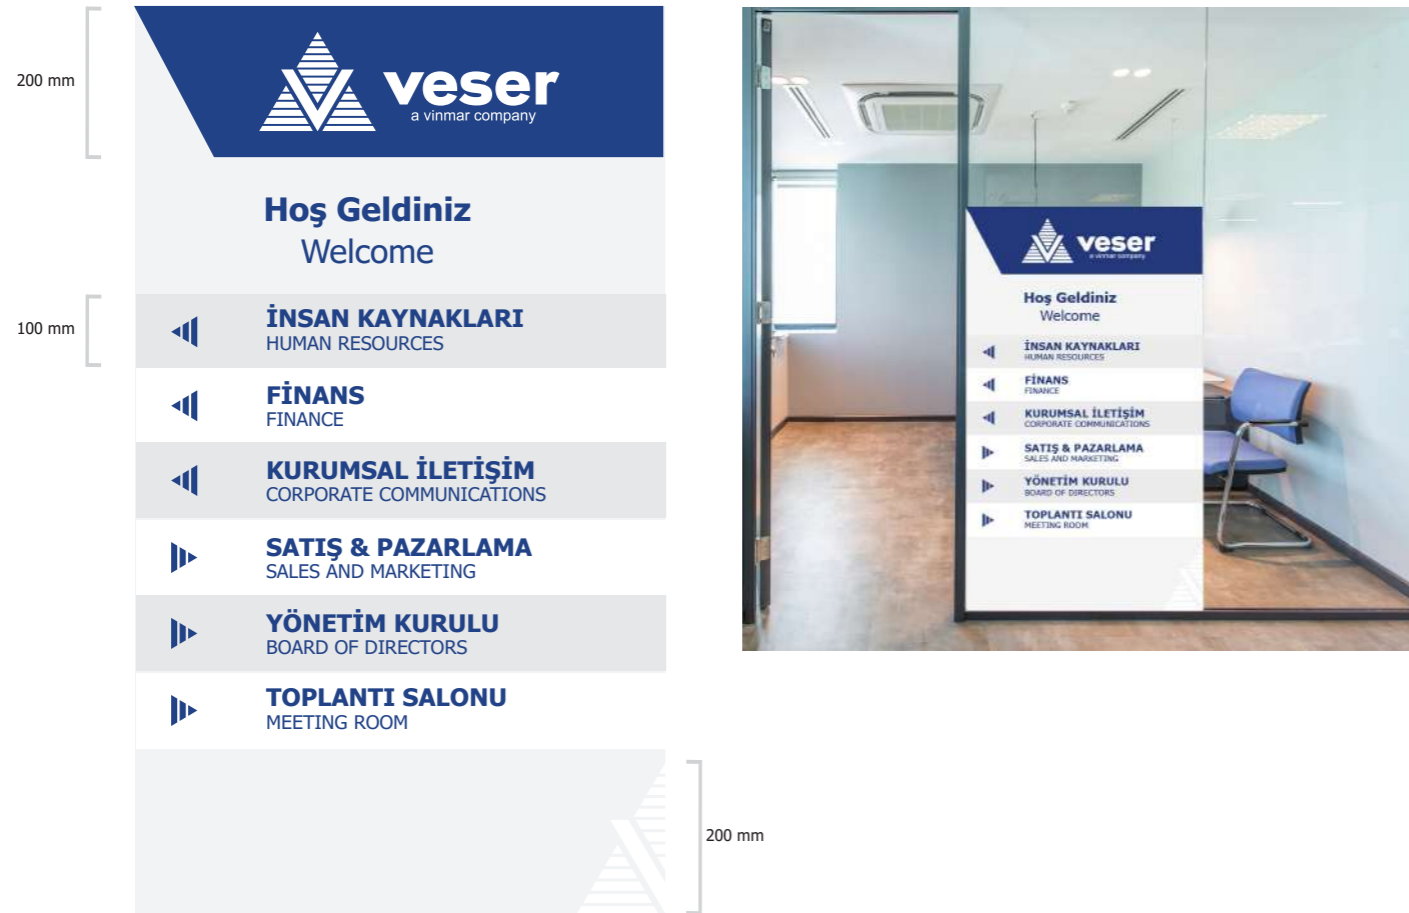 200 mm
veser
a vinmar company
Hoş Geldiniz
Welcome
100 mm
İNSAN KAYNAKLARI
HUMAN RESOURCES
FİNANS
FINANCE
KURUMSAL İLETİŞİM
CORPORATE COMMUNICATIONS
SATIŞ & PAZARLAMA
SALES AND MARKETING
YÖNETİM KURULU
BOARD OF DIRECTORS
TOPLANTI SALONU
MEETING ROOM
200 mm
veser
a vinmar company
Hoş Geldiniz
Welcome
İNSAN KAYNAKLARI
HUMAN RESOURCES
FİNANS
FINANCE
KURUMSAL İLETİŞİM
CORPORATE COMMUNICATIONS
SATIŞ & PAZARLAMA
SALES AND MARKETING
YÖNETİM KURULU
BOARD OF DIRECTORS
TOPLANTI SALONU
MEETING ROOM